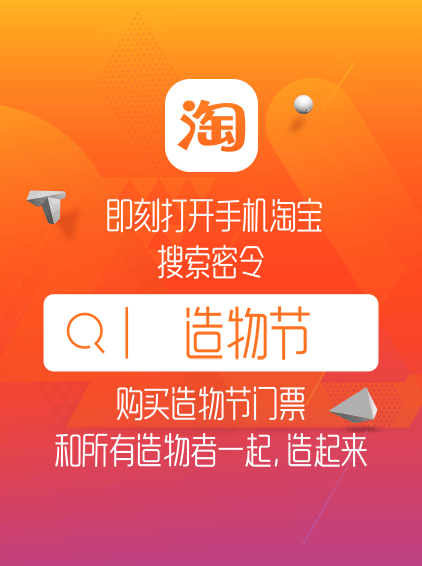 淘
即刻打开手机淘宝
搜索密令
造物节
购买造物节门票
和所有造物者一起,造起来